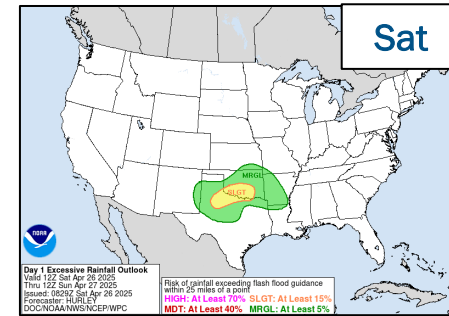 Sat
MRGL
SLGT
NOAA
Day 1 Excessive Rainfall Outlook
Valid 12Z Sat Apr 26 2025
Thru 12Z Sun Apr 27 2025
Issued: 0829Z Sat Apr 26 2025
Forecaster: HURLEY
DOC/NOAA/NWS/NCEP/WPC
Risk of rainfall exceeding flash flood guidance
within 25 miles of a point
HIGH: At Least 70% SLGT: At Least 15%
MDT: At Least 40% MRGL: At Least 5%